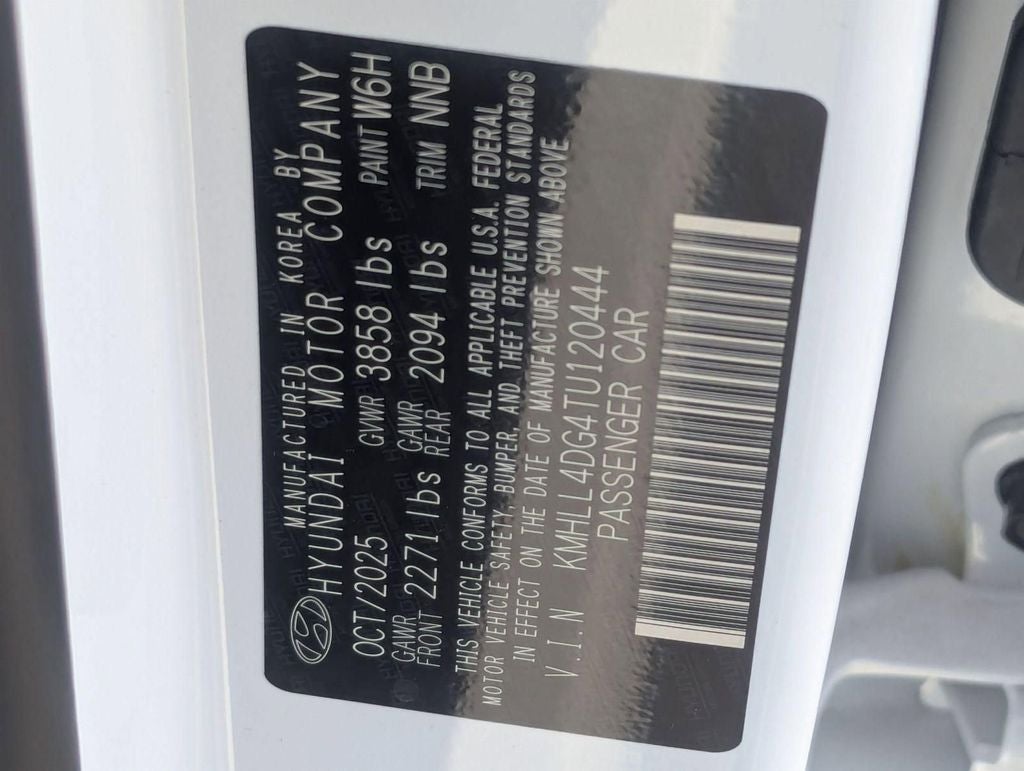 MANUFACTURED IN KOREA BY
HYUNDAI MOTOR COMPANY
OCT/2025 GVWR 3858 lbs PAINT W6H
GAWR FRONT 2271 lbs GAWR REAR 2094 lbs TRIM NNB
THIS VEHICLE CONFORMS TO ALL APPLICABLE U.S.A. FEDERAL
MOTOR VEHICLE SAFETY, BUMPER, AND THEFT PREVENTION STANDARDS
IN EFFECT ON THE DATE OF MANUFACTURE SHOWN ABOVE
V.I.N KMHLL4DG4TU120444
PASSENGER CAR